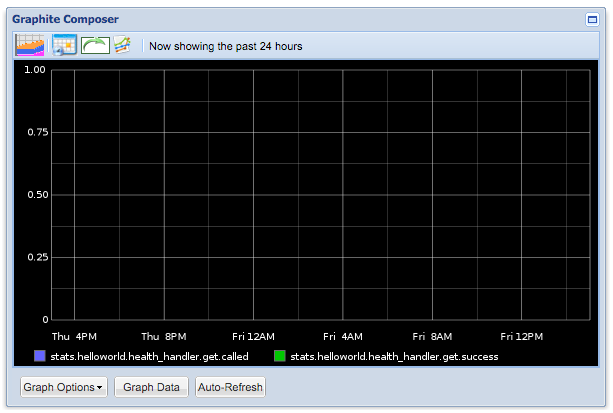 Graphite Composer
Now showing the past 24 hours
1.00
0.75
0.50
0.25
0
Thu 4PM Thu 8PM Fri 12AM Fri 4AM Fri 8AM Fri 12PM
stats.helloworld.health_handler.get.called stats.helloworld.health_handler.get.success
Graph Options Graph Data Auto-Refresh